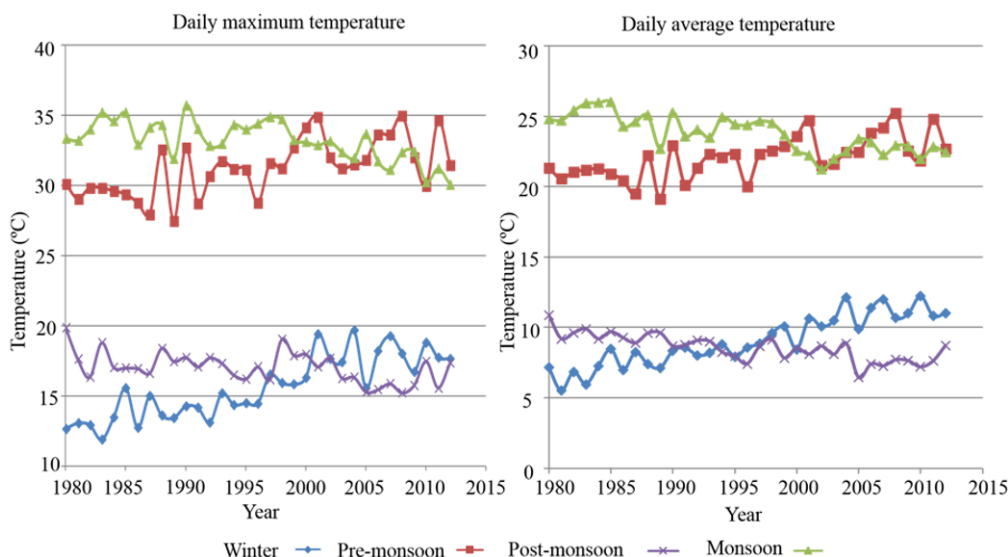 Daily maximum temperature
Temperature (ºC)
40
35
30
25
20
15
10
1980 1985 1990 1995 2000 2005 2010 2015
Year
Daily average temperature
Temperature (ºC)
30
25
20
15
10
5
0
1980 1985 1990 1995 2000 2005 2010 2015
Year
Winter Pre-monsoon Post-monsoon Monsoon